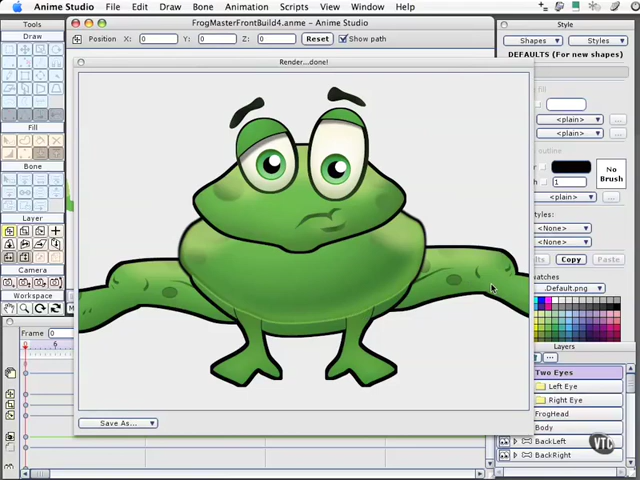 Anime Studio File Edit Draw Bone Animation Scripts View Window Help
Tools
FrogMasterFrontBuild4.anme - Anime Studio
Style
Draw
Position X: 0 Y: 0 Z: 0 Reset Show path
Shapes Styles
Render...done!
DEFAULTS (For new shapes)
<plain>
<plain>
Fill
outline
Bone
1
No Brush
<plain>
Layer
<None>
<None>
Copy Paste
Camera
.Default.png
Workspace
Frame 0
Layers
0 6
Two Eyes
Left Eye
Right Eye
FrogHead
Save As...
Body
BackLeft
BackRight
VTC